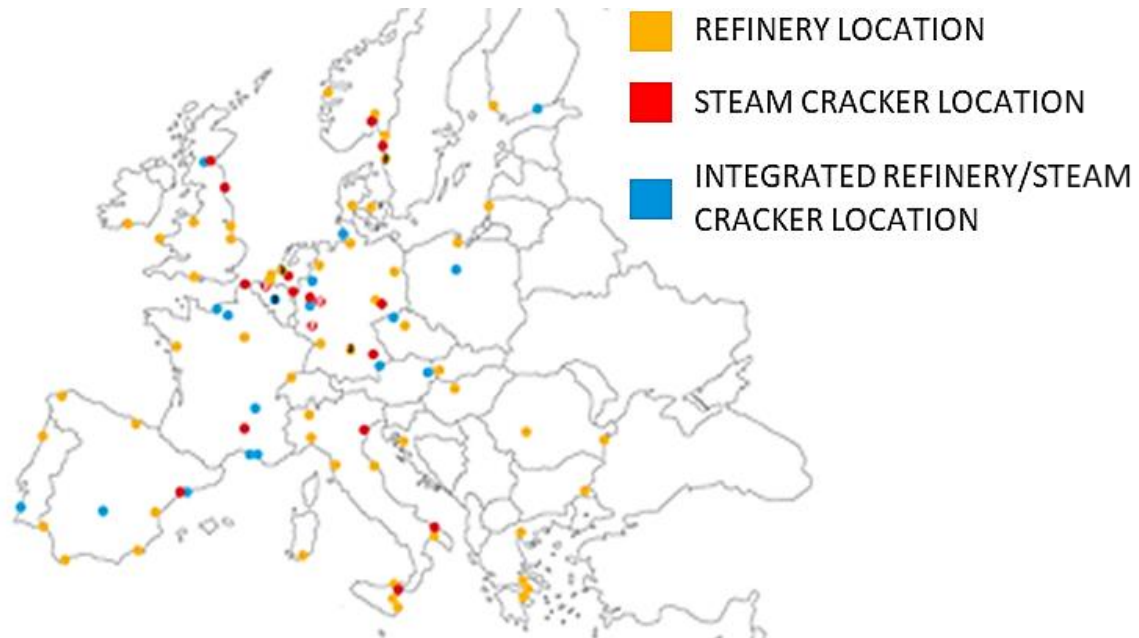 REFINERY LOCATION
STEAM CRACKER LOCATION
INTEGRATED REFINERY/STEAM
CRACKER LOCATION